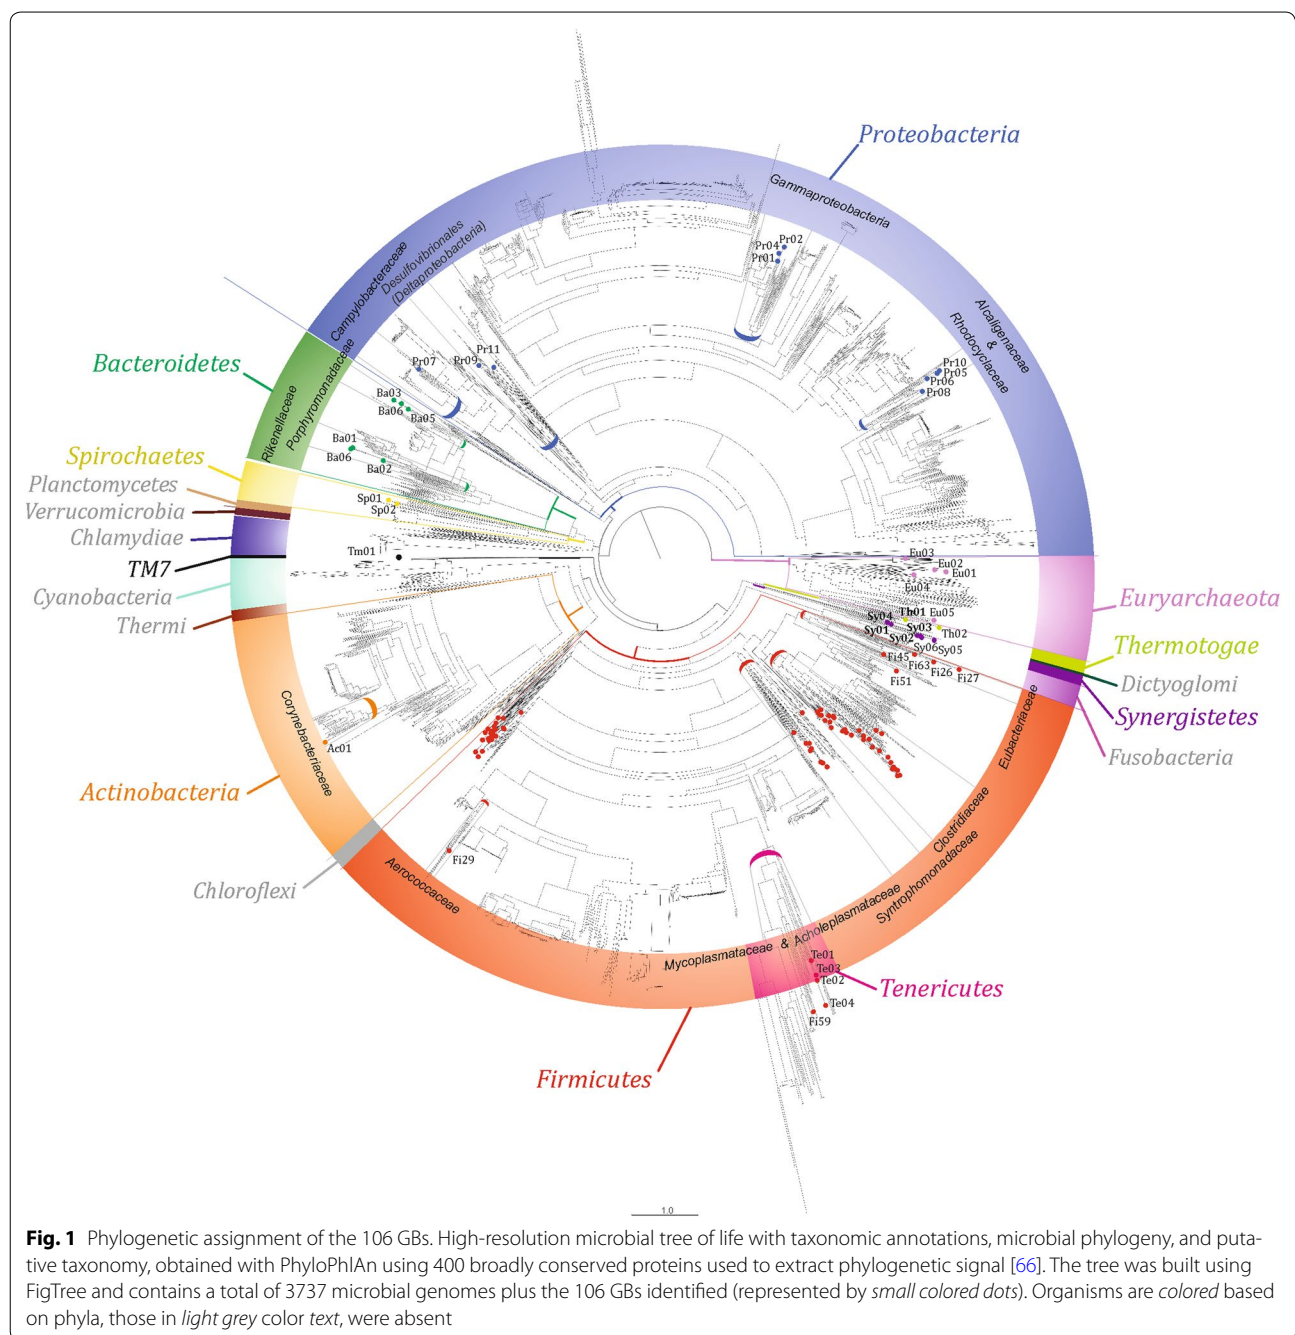 Proteobacteria
Gammaproteobacteria
Campylobacteraceae
Desulfovibrionales
(Deltaproteobacteria)
Alcaligenaceae
&
Rhodocyclaceae
Pr02
Pr04
Pr01
Pr11
Pr09
Pr07
Pr10
Pr05
Pr06
Pr08
Bacteroidetes
Rikenellaceae
Porphyromonadaceae
Ba03
Ba06
Ba05
Ba01
Ba06
Ba02
Spirochaetes
Sp01
Sp02
Planctomycetes
Verrucomicrobia
Chlamydiae
TM7
Tm01
Cyanobacteria
Thermi
Eu03
Eu02
Eu01
Eu04
Euryarchaeota
Th01
Eu05
Sy04
Sy01
Sy03
Th02
Sy02
Sy06
Sy05
Fi45
Fi63
Fi26
Fi27
Fi51
Thermotogae
Dictyoglomi
Synergistetes
Fusobacteria
Eubacteriaceae
Corynebacteriaceae
Ac01
Actinobacteria
Chloroflexi
Fi29
Aerococcaceae
Clostridiaceae
Syntrophomonadaceae
Mycoplasmataceae & Acholeplasmataceae
Te01
Te03
Te02
Te04
Fi59
Tenericutes
Firmicutes
1.0
Fig. 1 Phylogenetic assignment of the 106 GBs. High-resolution microbial tree of life with taxonomic annotations, microbial phylogeny, and puta-
tive taxonomy, obtained with PhyloPhlAn using 400 broadly conserved proteins used to extract phylogenetic signal [66]. The tree was built using
FigTree and contains a total of 3737 microbial genomes plus the 106 GBs identified (represented by small colored dots). Organisms are colored based
on phyla, those in light grey color text, were absent